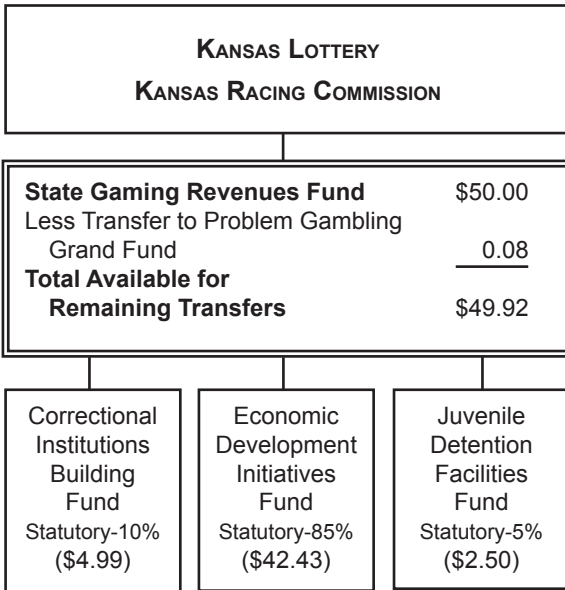 KANSAS LOTTERY
KANSAS RACING COMMISSION
State Gaming Revenues Fund $50.00
Less Transfer to Problem Gambling
Grand Fund 0.08
Total Available for
Remaining Transfers $49.92
Correctional
Institutions
Building
Fund
Statutory-10%
($4.99)
Economic
Development
Initiatives
Fund
Statutory-85%
($42.43)
Juvenile
Detention
Facilities
Fund
Statutory-5%
($2.50)